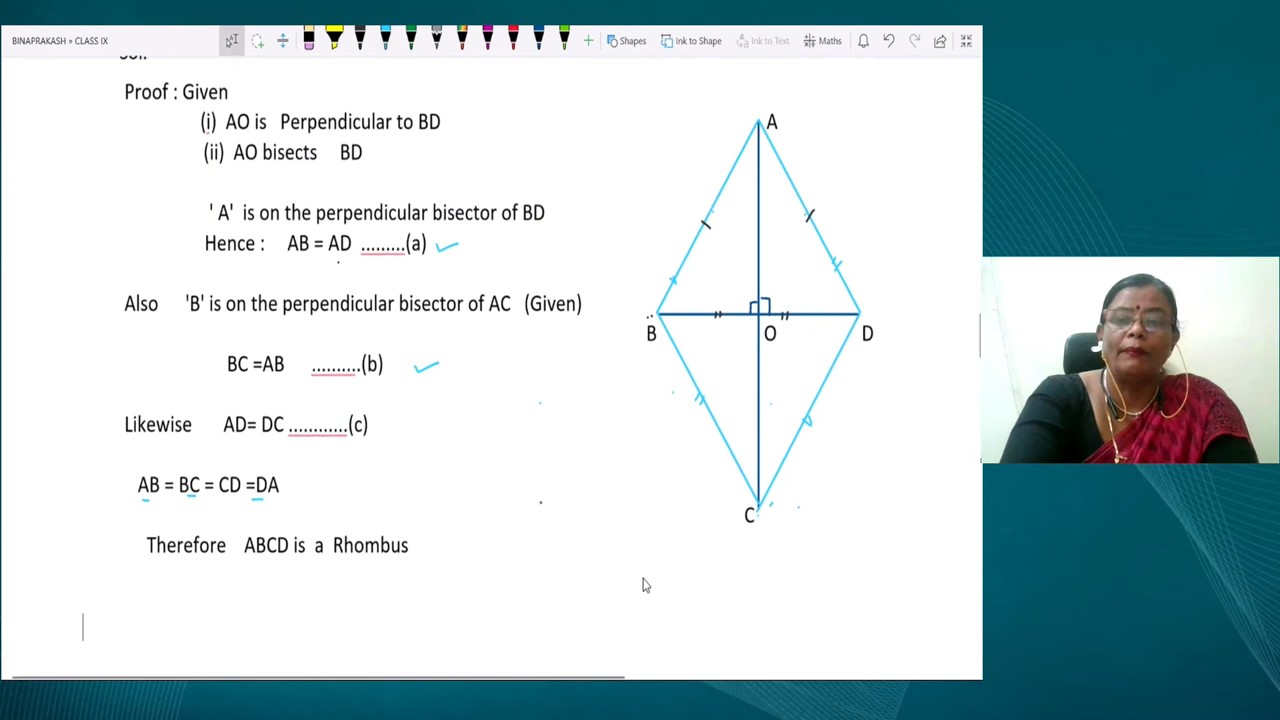 BINAPRAKASH = CLASS IX
Shapes
Ink to Shape
Ink to Text
Maths
Proof : Given
(i) AO is Perpendicular to BD
(ii) AO bisects BD
' A' is on the perpendicular bisector of BD
Hence : AB = AD .........(a)
Also 'B' is on the perpendicular bisector of AC (Given)
BC =AB ..........(b)
Likewise AD= DC ............(c)
AB = BC = CD =DA
Therefore ABCD is a Rhombus
A
B
O
D
C